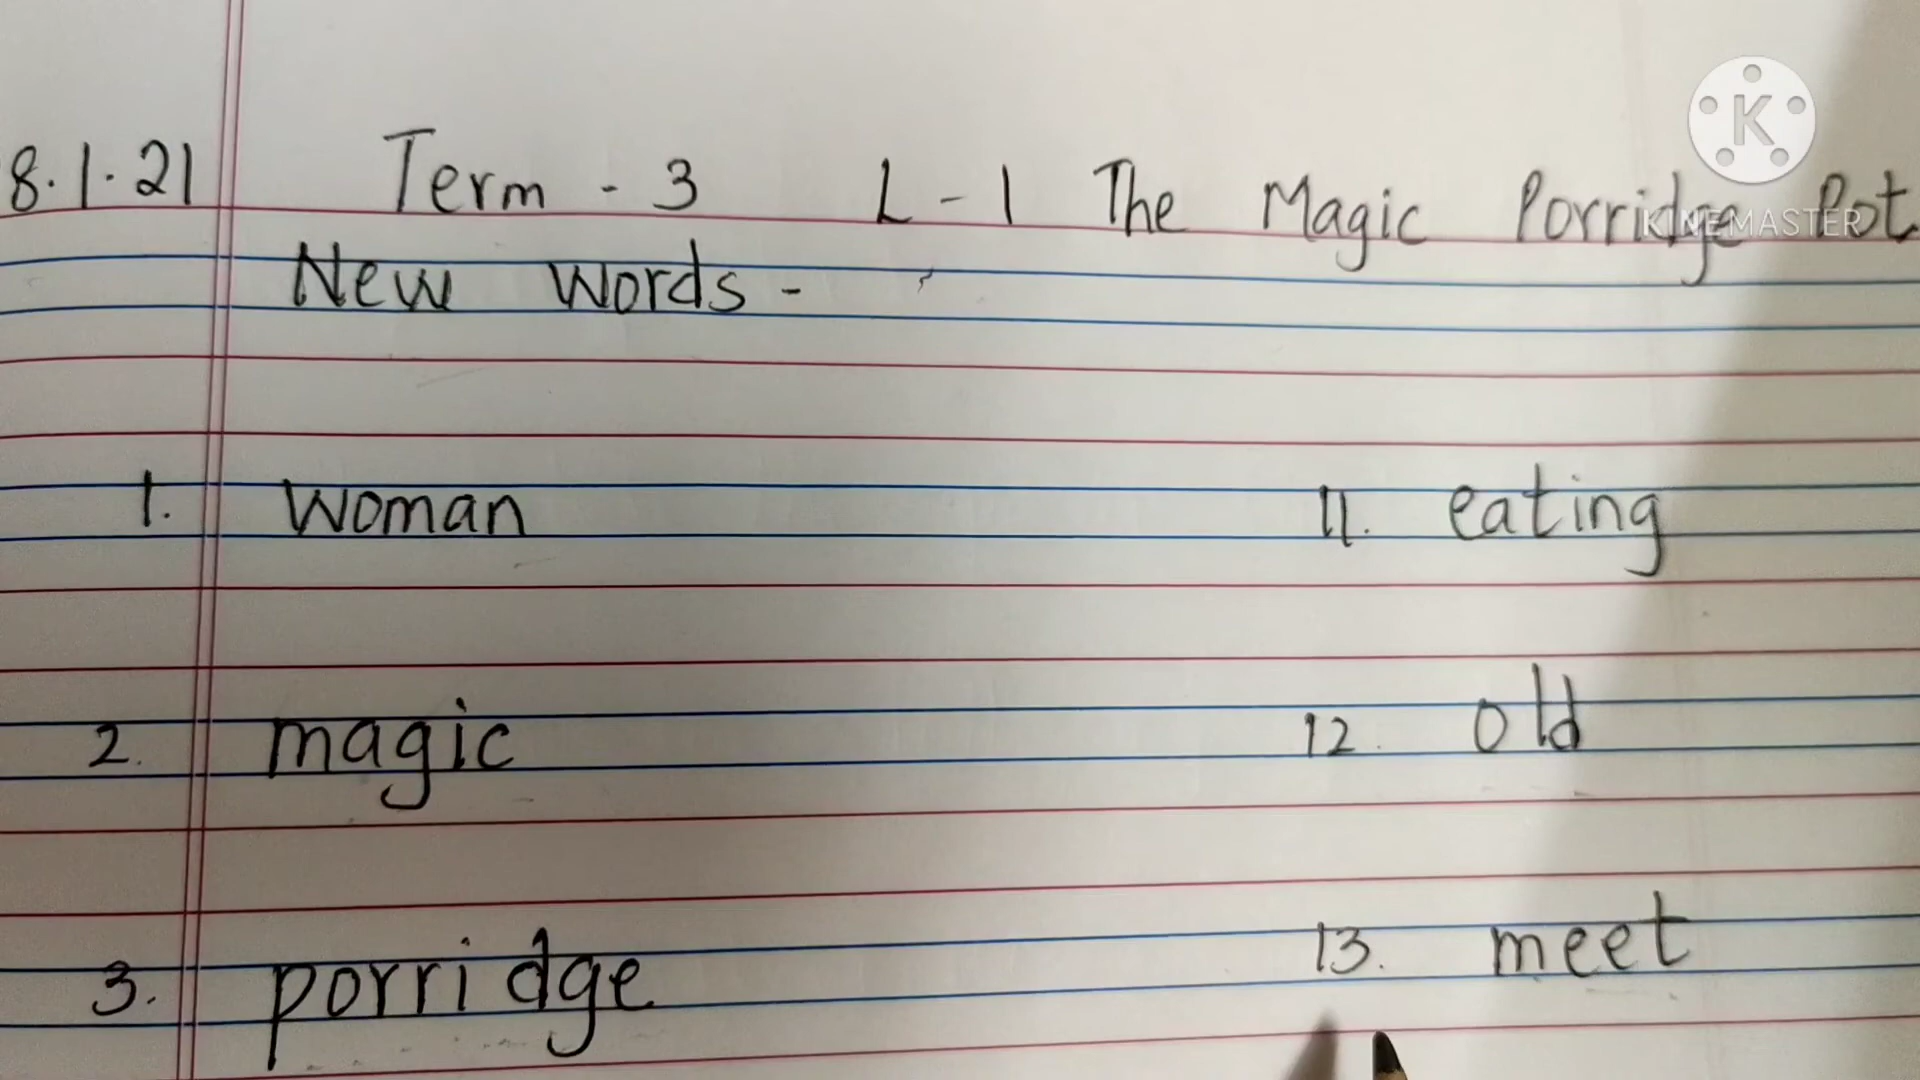 8.1.21 Term - 3 L - 1 The Magic Porridge Pot
KINEMASTER
New words -
1. woman 11. eating
2. magic 12. old
3. porridge 13. meet